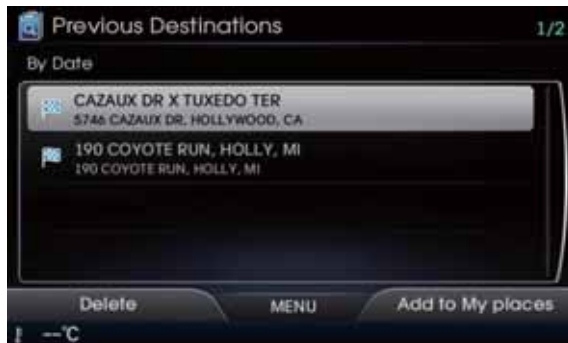 Previous Destinations
1/2
By Date
CAZAUX DR X TUXEDO TER
5746 CAZAUX DR, HOLLYWOOD, CA
190 COYOTE RUN, HOLLY, MI
190 COYOTE RUN, HOLLY, MI
Delete
MENU
Add to My places
--°C